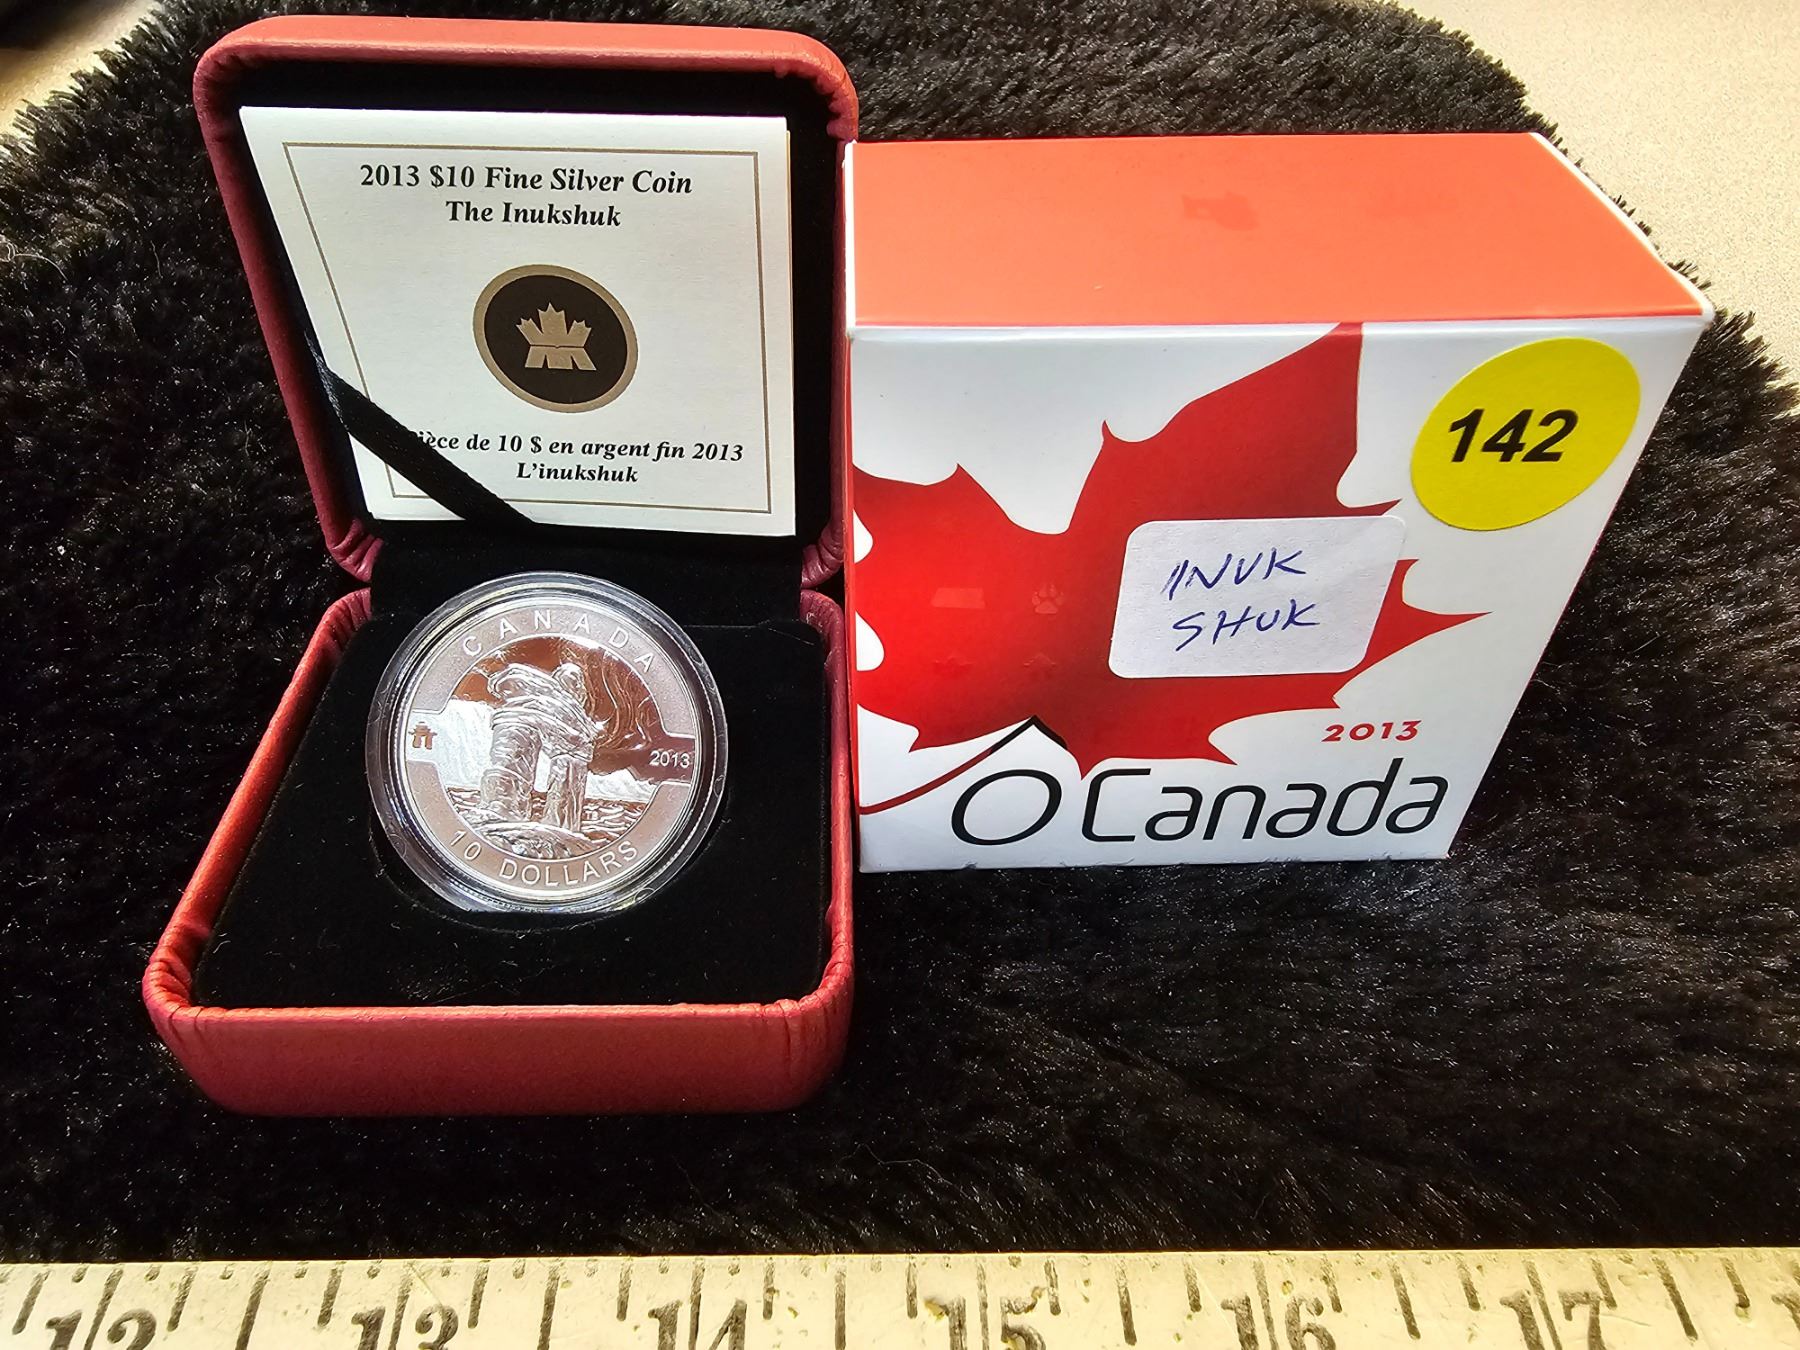 2013 $10 Fine Silver Coin
The Inukshuk
ièce de 10 $ en argent fin 2013
L'inukshuk
CANADA
2013
10 DOLLARS
142
INUK
SHUK
2013
O Canada
12 13 14 15 16 17